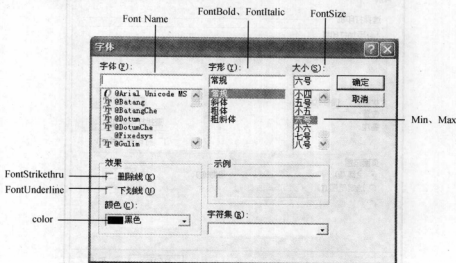 Font Name
FontBold、FontItalic
FontSize
字体
字体(F):
字形(Y):
大小(S):
常规
六号
确定
取消
@Arial Unicode MS
@Batang
@BatangChe
@Dotum
@DotumChe
@Fixedsys
@Gulim
常规
斜体
粗体
粗斜体
小四
五号
小五
六号
小六
七号
八号
Min、Max
效果
FontStrikethru
删除线(K)
FontUnderline
下划线(U)
颜色(C):
color
黑色
示例
字符集(R):